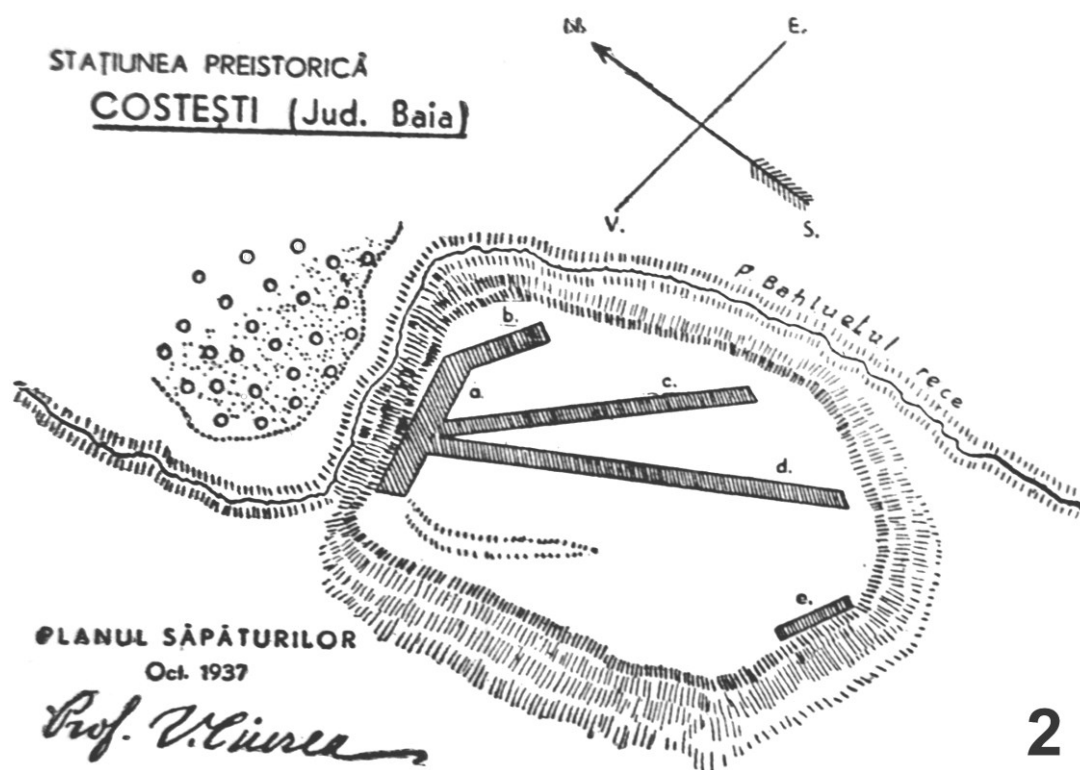 STAȚIUNEA PREISTORICĂ
COSTEȘTI (Jud. Baia)
E.
V.
S.
P. Bahluețul rece
b.
a.
c.
d.
e.
PLANUL SĂPĂTURILOR
Oct. 1937
Prof. V. Ciurea
2